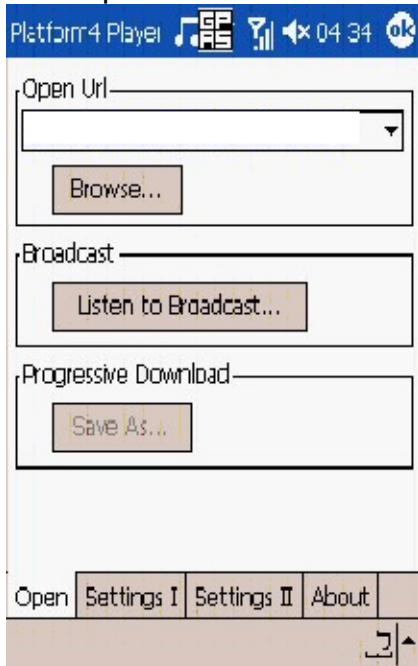 Platform4 Player 04:34 ok
Open Url
Browse...
Broadcast
Listen to Broadcast...
Progressive Download
Save As...
Open Settings I Settings II About